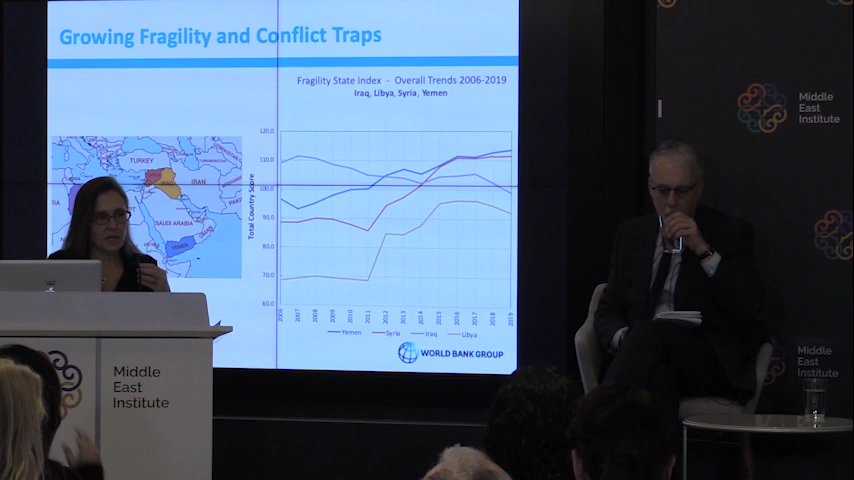 Growing Fragility and Conflict Traps
Fragility State Index - Overall Trends 2006-2019
Iraq, Libya, Syria, Yemen
TURKEY
IRAN
SAUDI ARABIA
OMAN
YEMEN
Total Country Score
120.0
110.0
100.0
90.0
80.0
70.0
60.0
2006
2007
2008
2009
2010
2011
2012
2013
2014
2015
2016
2017
2018
2019
Yemen
Syria
Iraq
Libya
WORLD BANK GROUP
Middle
East
Institute
Middle
East
Institute
Middle
East
Institute